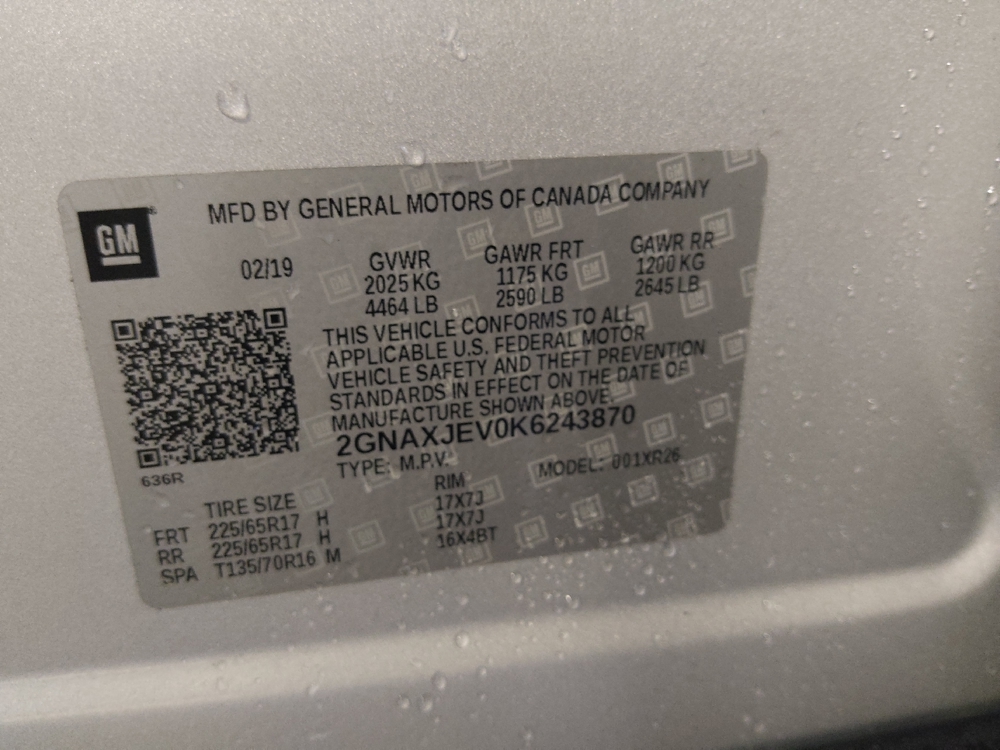 GM
MFD BY GENERAL MOTORS OF CANADA COMPANY
02/19
GVWR GAWR FRT GAWR RR
2025 KG 1175 KG 1200 KG
4464 LB 2590 LB 2645 LB
THIS VEHICLE CONFORMS TO ALL
APPLICABLE U.S. FEDERAL MOTOR
VEHICLE SAFETY AND THEFT PREVENTION
STANDARDS IN EFFECT ON THE DATE OF
MANUFACTURE SHOWN ABOVE.
2GNAXJEV0K6243870
TYPE: M.P.V. MODEL: 001XR26
636R
TIRE SIZE RIM
FRT 225/65R17 H 17X7J
RR 225/65R17 H 17X7J
SPA T135/70R16 M 16X4BT